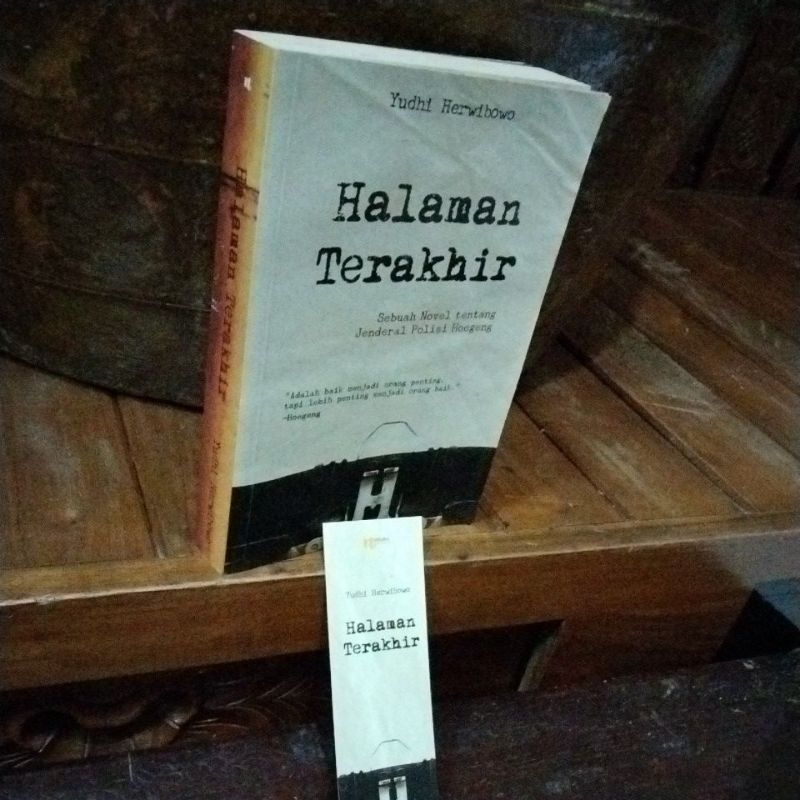 Yudhi Herwibowo
Halaman
Terakhir
Sebuah Novel tentang
Jenderal Polisi Hoegeng
"Adalah baik menjadi orang penting,
tapi lebih penting menjadi orang baik."
-Hoegeng
Halaman Terakhir
Yudhi Herwibowo
Halaman
Terakhir